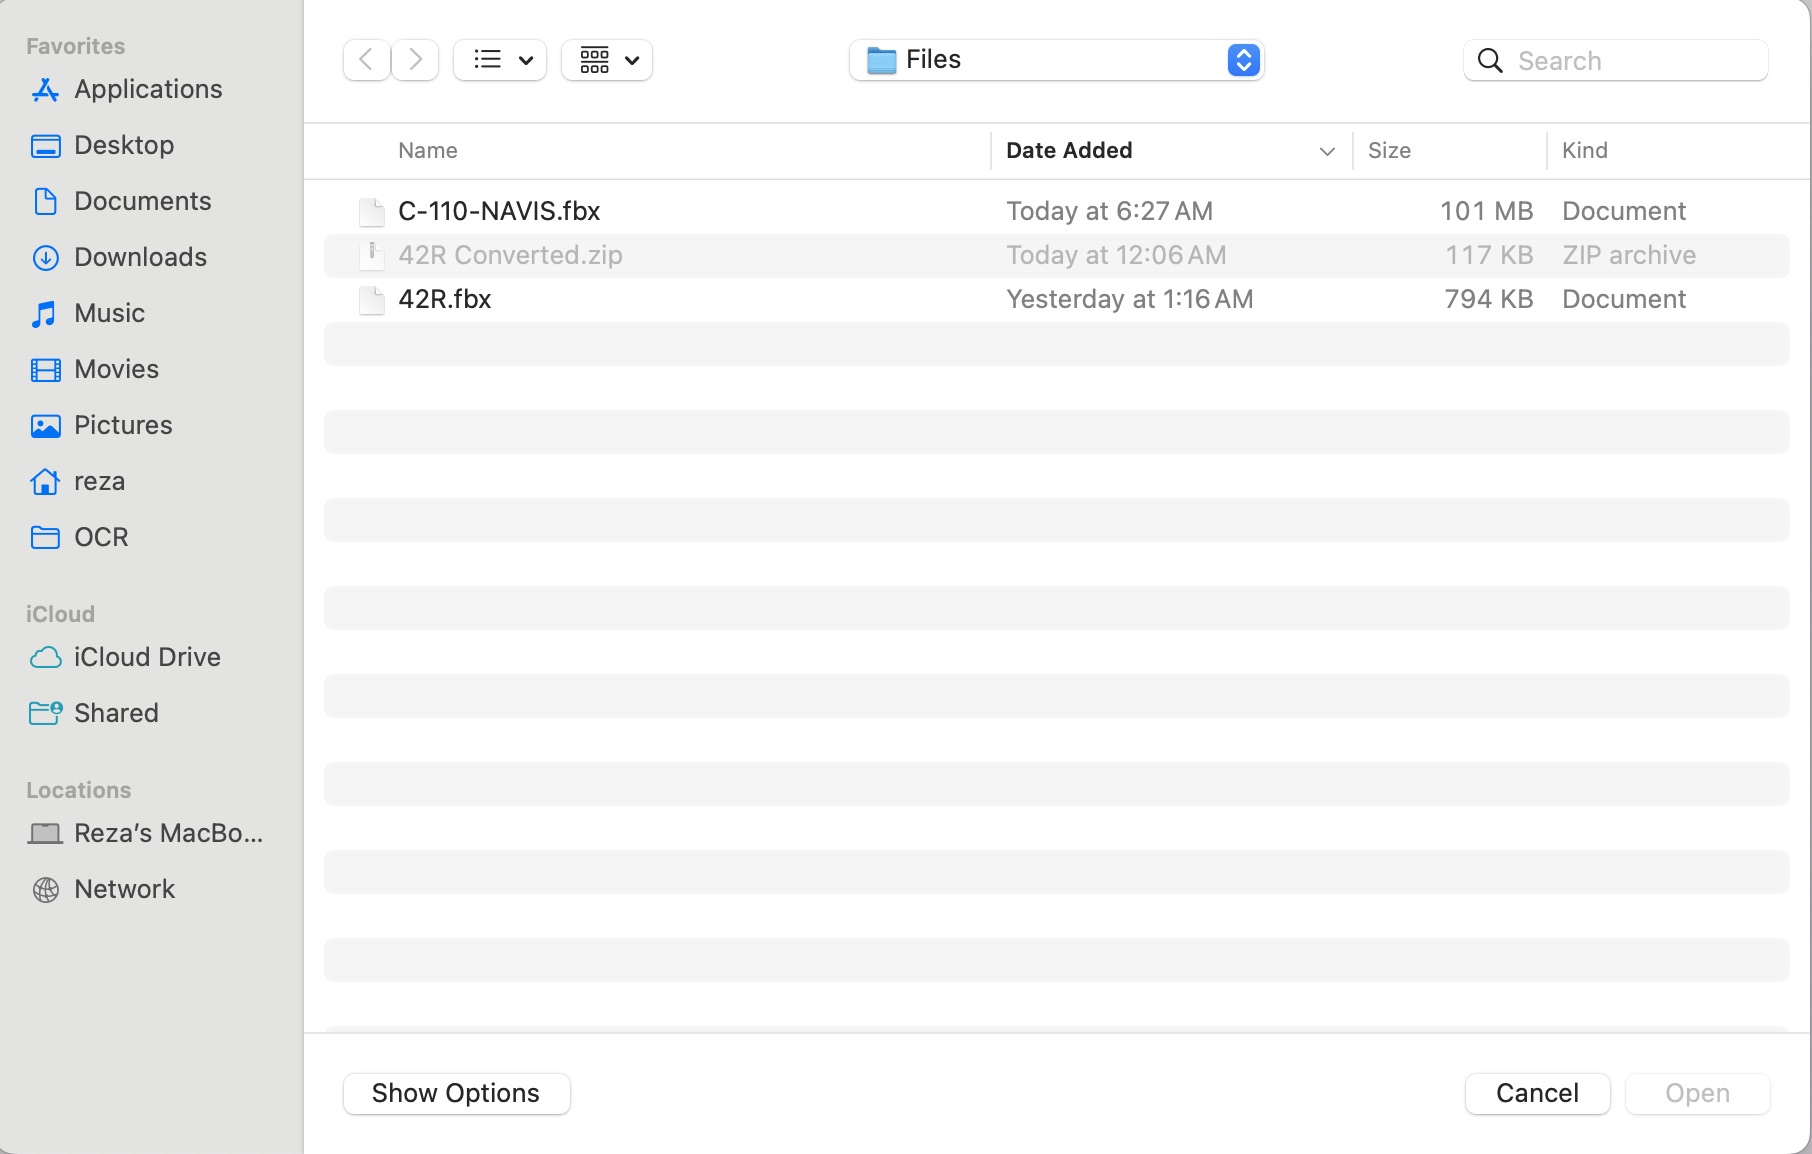 Favorites
Applications
Desktop
Documents
Downloads
Music
Movies
Pictures
reza
OCR
iCloud
iCloud Drive
Shared
Locations
Reza's MacBo...
Network
Files
Search
Name Date Added Size Kind
C-110-NAVIS.fbx Today at 6:27 AM 101 MB Document
42R Converted.zip Today at 12:06 AM 117 KB ZIP archive
42R.fbx Yesterday at 1:16 AM 794 KB Document
Show Options Cancel Open